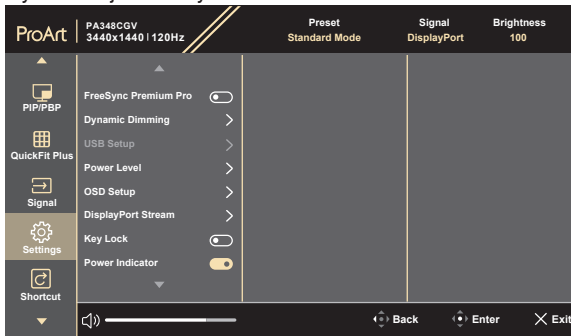 ProArt
PA348CGV
3440x1440 120Hz
Preset
Standard Mode
Signal
DisplayPort
Brightness
100
PIP/PBP
QuickFit Plus
Signal
Settings
Shortcut
FreeSync Premium Pro
Dynamic Dimming
USB Setup
Power Level
OSD Setup
DisplayPort Stream
Key Lock
Power Indicator
Back
Enter
Exit